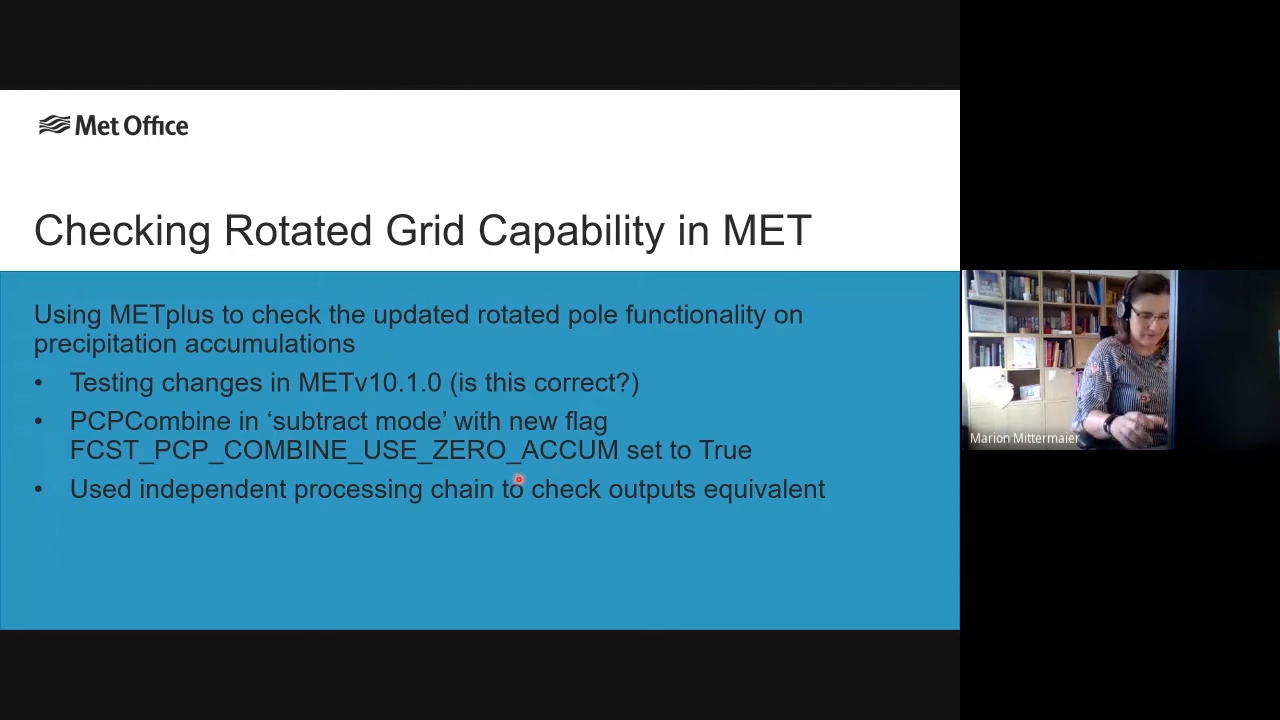 Met Office
Checking Rotated Grid Capability in MET
Using METplus to check the updated rotated pole functionality on
precipitation accumulations
• Testing changes in METv10.1.0 (is this correct?)
• PCPCombine in ‘subtract mode’ with new flag
FCST_PCP_COMBINE_USE_ZERO_ACCUM set to True
• Used independent processing chain to check outputs equivalent
Marion Mittermaier